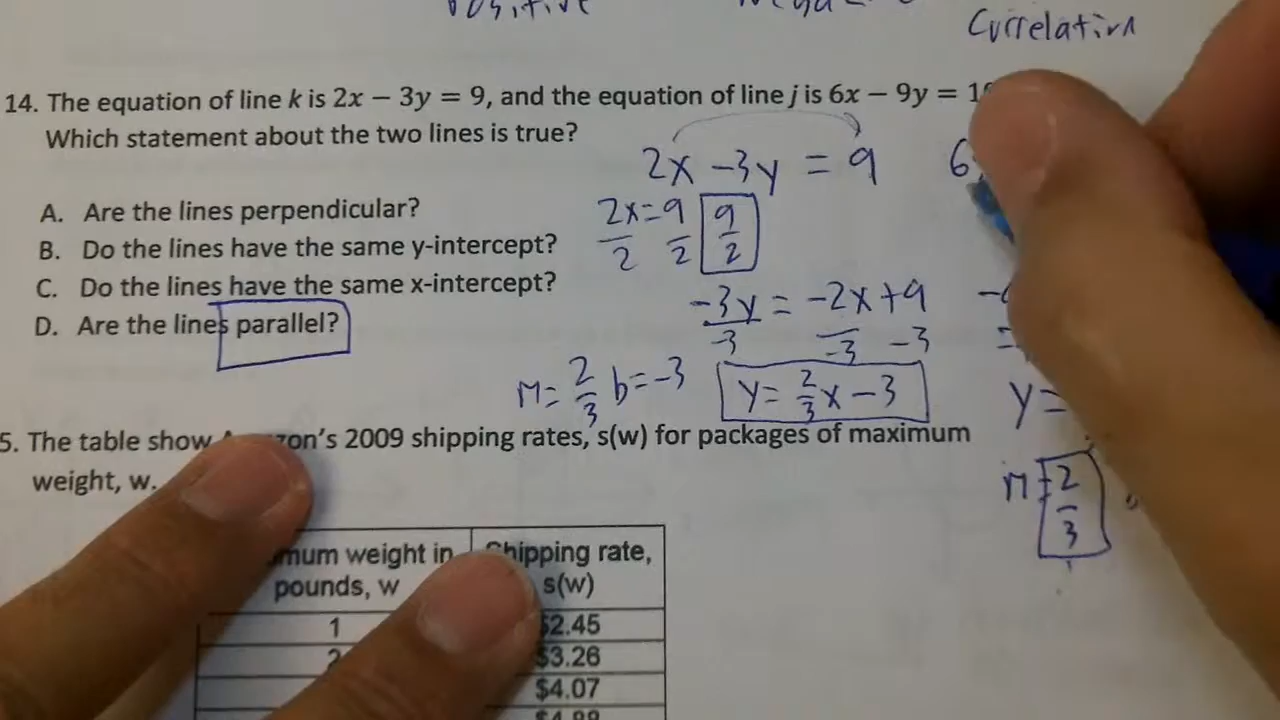 Positive
Correlation
14. The equation of line k is 2x − 3y = 9, and the equation of line j is 6x − 9y = 1
Which statement about the two lines is true?
2x −3y = 9 6
A. Are the lines perpendicular?
2x=9 9
2 2 2
B. Do the lines have the same y-intercept?
C. Do the lines have the same x-intercept?
−3y = −2x+9
−3 −3 −3
D. Are the lines parallel?
m= 2/3 b=−3 y= 2/3 x − 3 y=
5. The table show zon's 2009 shipping rates, s(w) for packages of maximum
weight, w.
m= 2/3
mum weight in Shipping rate,
pounds, w s(w)
1 $2.45
2 $3.26
$4.07